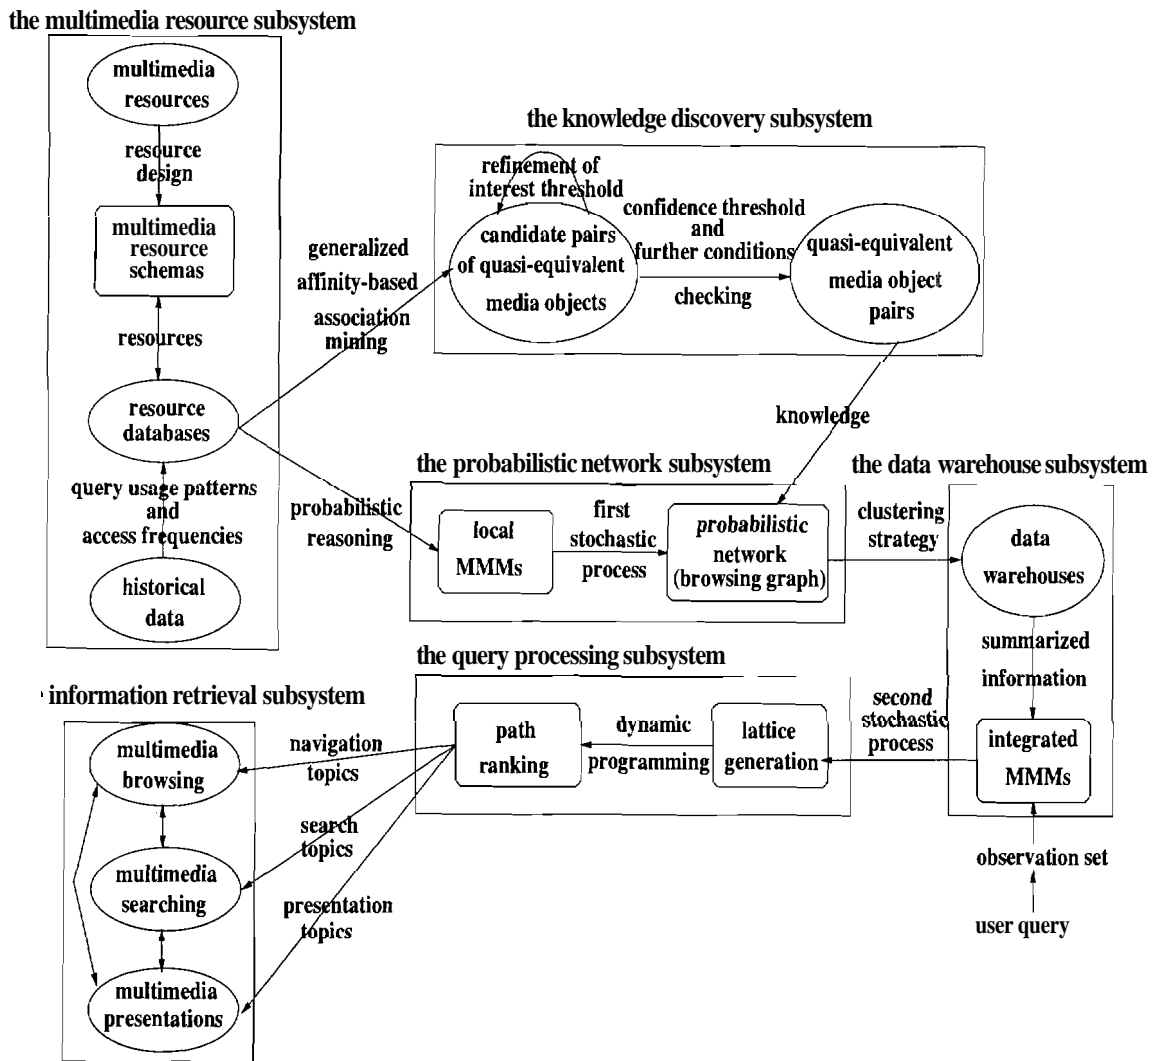 the multimedia resource subsystem
multimedia
resources
resource
design
multimedia
resource
schemas
resources
resource
databases
query usage patterns
and
access frequencies
historical
data
generalized
affinity-based
association
mining
probabilistic
reasoning
the knowledge discovery subsystem
refinement of
interest threshold
candidate pairs
of quasi-equivalent
media objects
confidence threshold
and
further conditions
checking
quasi-equivalent
media object
pairs
knowledge
the probabilistic network subsystem
local
MMMs
first
stochastic
process
probabilistic
network
(browsing graph)
clustering
strategy
the data warehouse subsystem
data
warehouses
summarized
information
integrated
MMMs
observation set
user query
second
stochastic
process
the query processing subsystem
lattice
generation
dynamic
programming
path
ranking
navigation
topics
search
topics
presentation
topics
information retrieval subsystem
multimedia
browsing
multimedia
searching
multimedia
presentations